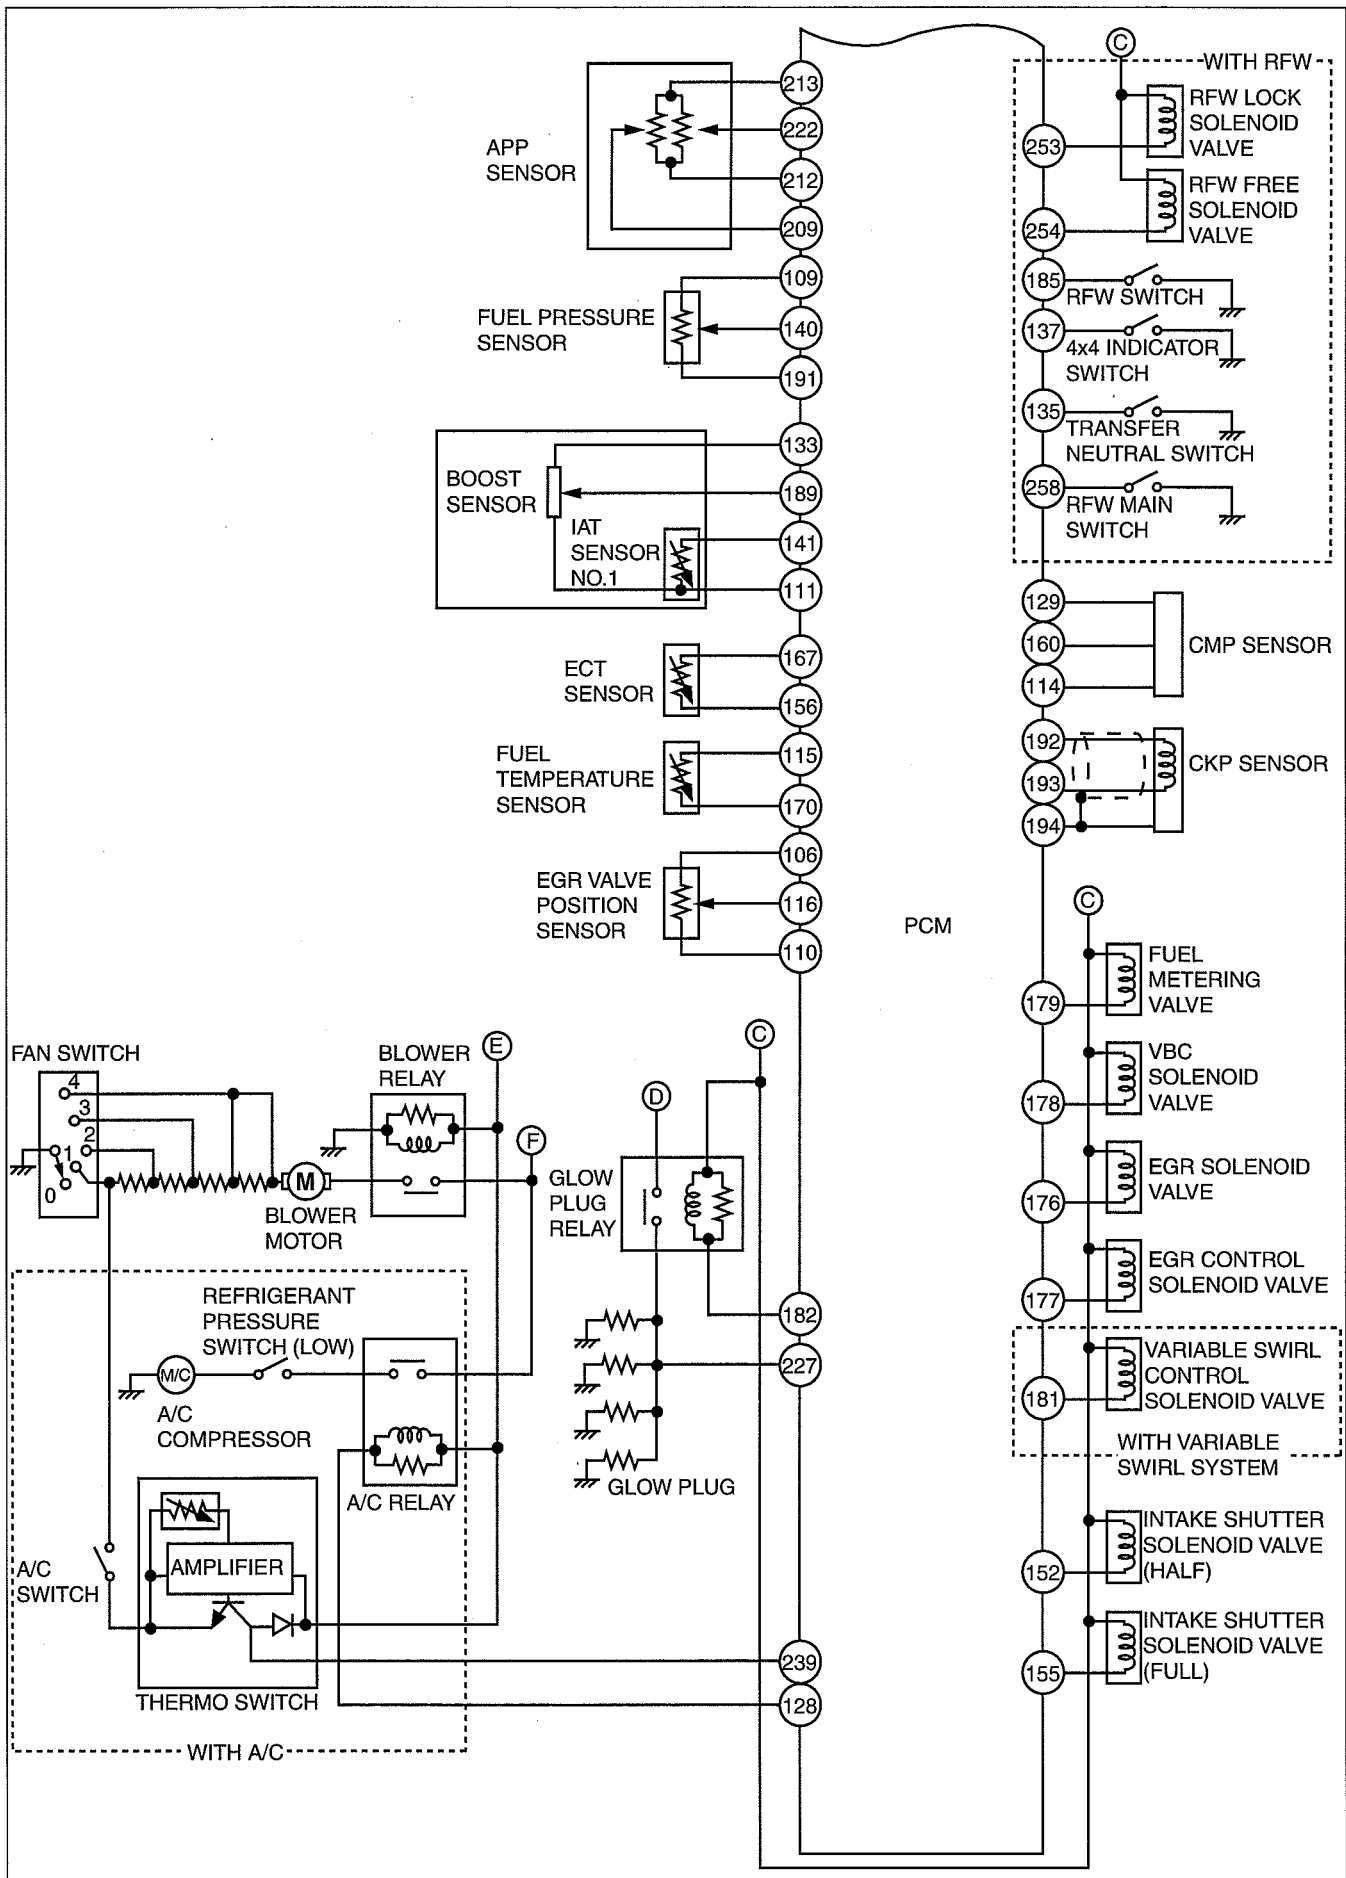 213
222
212
209
APP
SENSOR
109
140
191
FUEL PRESSURE
SENSOR
133
189
141
111
BOOST
SENSOR
IAT
SENSOR
NO.1
167
156
ECT
SENSOR
115
170
FUEL
TEMPERATURE
SENSOR
106
116
110
EGR VALVE
POSITION
SENSOR
PCM
C
WITH RFW
RFW LOCK
SOLENOID
VALVE
253
RFW FREE
SOLENOID
VALVE
254
185
RFW SWITCH
137
4x4 INDICATOR
SWITCH
135
TRANSFER
NEUTRAL SWITCH
258
RFW MAIN
SWITCH
129
160
114
CMP SENSOR
192
193
194
CKP SENSOR
C
FUEL
METERING
VALVE
179
VBC
SOLENOID
VALVE
178
EGR SOLENOID
VALVE
176
EGR CONTROL
SOLENOID VALVE
177
VARIABLE SWIRL
CONTROL
SOLENOID VALVE
181
WITH VARIABLE
SWIRL SYSTEM
INTAKE SHUTTER
SOLENOID VALVE
(HALF)
152
INTAKE SHUTTER
SOLENOID VALVE
(FULL)
155
FAN SWITCH
4
3
2
1
0
M
BLOWER
MOTOR
BLOWER
RELAY
E
F
C
D
GLOW
PLUG
RELAY
182
227
GLOW PLUG
REFRIGERANT
PRESSURE
SWITCH (LOW)
M/C
A/C
COMPRESSOR
A/C RELAY
A/C
SWITCH
AMPLIFIER
THERMO SWITCH
239
128
WITH A/C